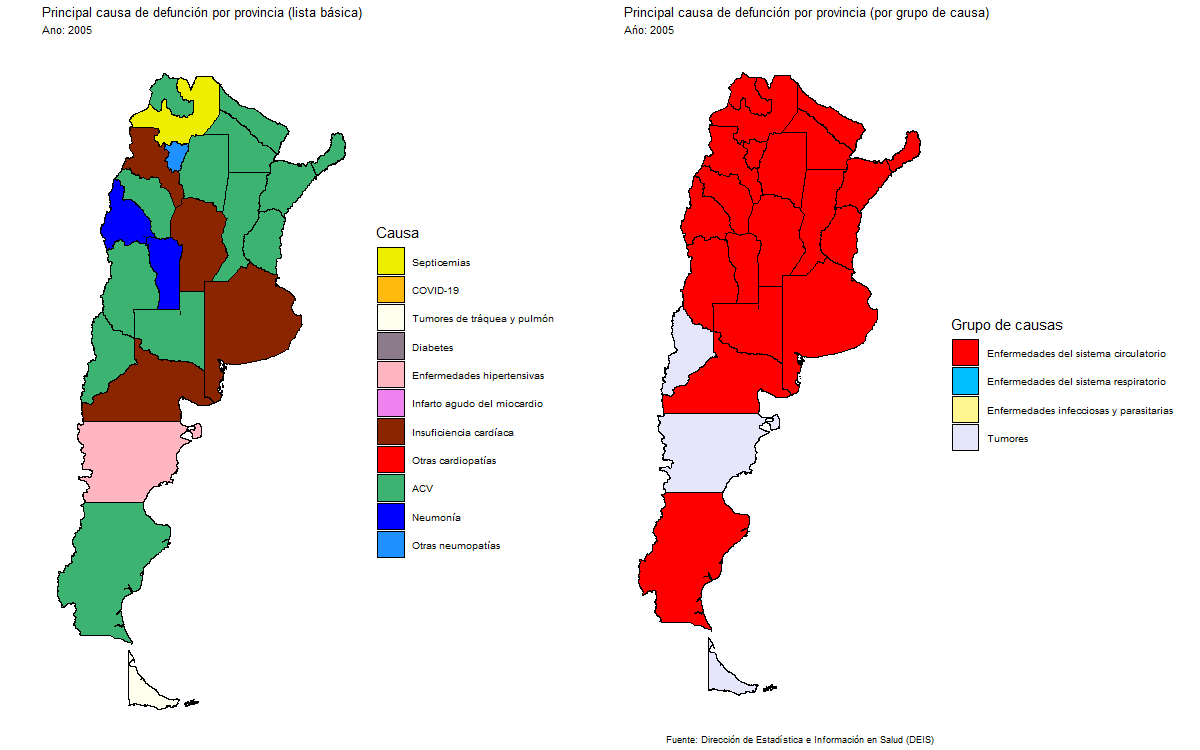 Principal causa de defunción por provincia (lista básica)
Ano: 2005
Causa
Septicemias
COVID-19
Tumores de tráquea y pulmón
Diabetes
Enfermedades hipertensivas
Infarto agudo del miocardio
Insuficiencia cardíaca
Otras cardiopatías
ACV
Neumonía
Otras neumopatías
Principal causa de defunción por provincia (por grupo de causa)
Año: 2005
Grupo de causas
Enfermedades del sistema circulatorio
Enfermedades del sistema respiratorio
Enfermedades infecciosas y parasitarias
Tumores
Fuente: Dirección de Estadística e Información en Salud (DEIS)